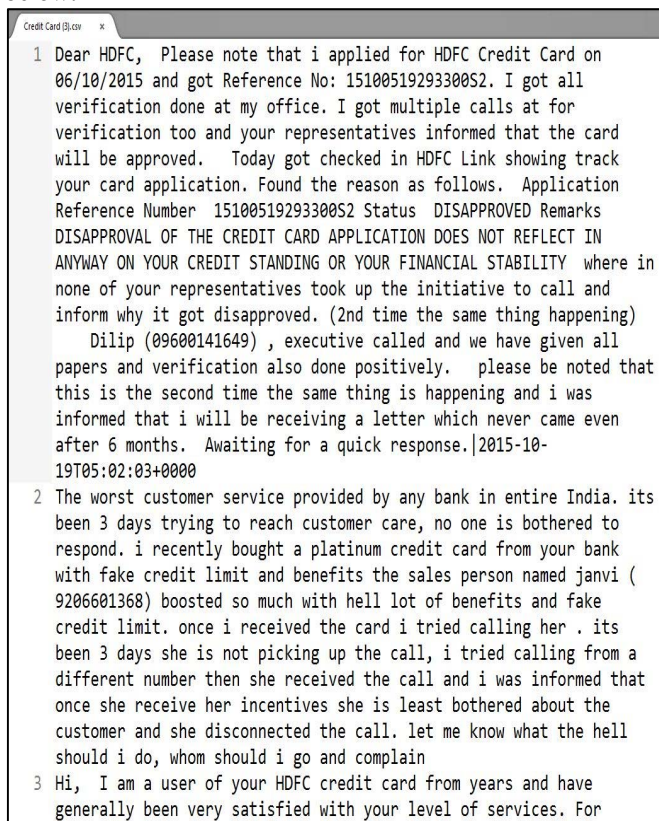 Credit Card (3).csv x
1 Dear HDFC,  Please note that i applied for HDFC Credit Card on
06/10/2015 and got Reference No: 15100519293300S2. I got all
verification done at my office. I got multiple calls at for
verification too and your representatives informed that the card
will be approved.   Today got checked in HDFC Link showing track
your card application. Found the reason as follows.  Application
Reference Number  15100519293300S2 Status  DISAPPROVED Remarks
DISAPPROVAL OF THE CREDIT CARD APPLICATION DOES NOT REFLECT IN
ANYWAY ON YOUR CREDIT STANDING OR YOUR FINANCIAL STABILITY  where in
none of your representatives took up the initiative to call and
inform why it got disapproved. (2nd time the same thing happening)
Dilip (09600141649) , executive called and we have given all
papers and verification also done positively.   please be noted that
this is the second time the same thing is happening and i was
informed that i will be receiving a letter which never came even
after 6 months.  Awaiting for a quick response.|2015-10-
19T05:02:03+0000
2 The worst customer service provided by any bank in entire India. its
been 3 days trying to reach customer care, no one is bothered to
respond. i recently bought a platinum credit card from your bank
with fake credit limit and benefits the sales person named janvi (
9206601368) boosted so much with hell lot of benefits and fake
credit limit. once i received the card i tried calling her . its
been 3 days she is not picking up the call, i tried calling from a
different number then she received the call and i was informed that
once she receive her incentives she is least bothered about the
customer and she disconnected the call. let me know what the hell
should i do, whom should i go and complain
3 Hi,  I am a user of your HDFC credit card from years and have
generally been very satisfied with your level of services. For